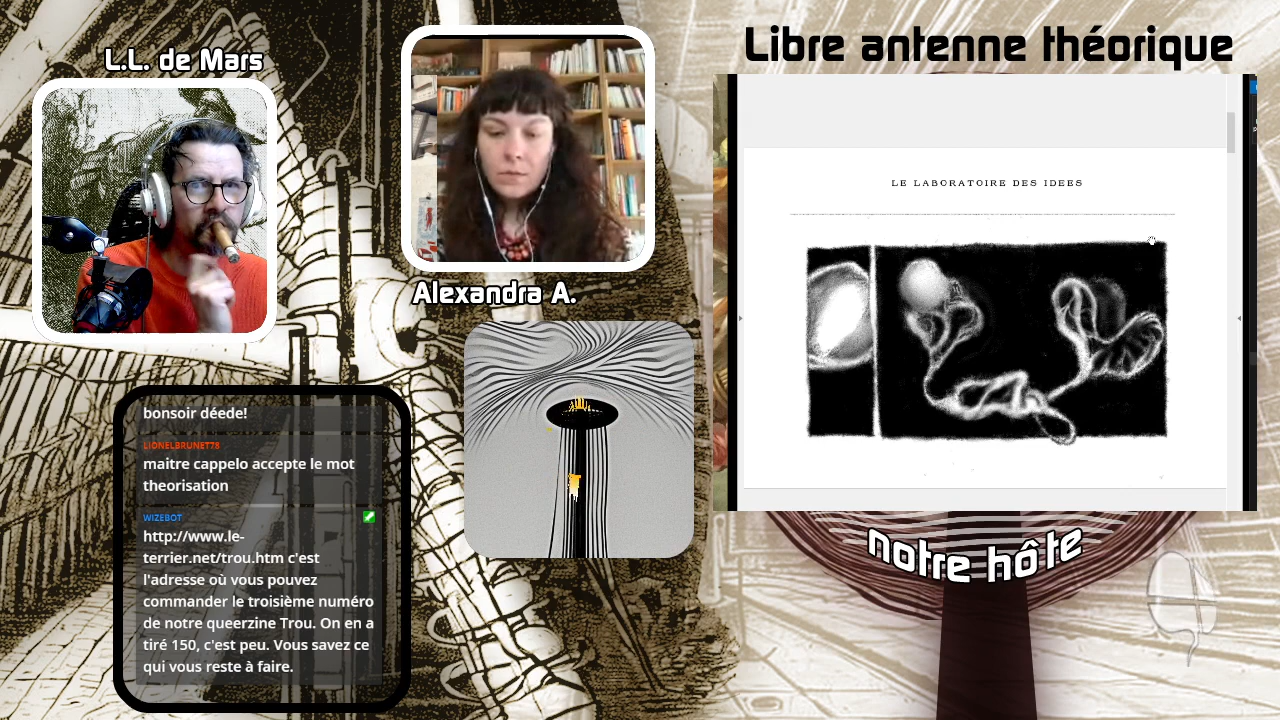 L.L. de Mars
Alexandra A.
Libre antenne théorique
LE LABORATOIRE DES IDEES
bonsoir déede!
LIONELBRUNET78
maitre cappelo accepte le mot
theorisation
WIZEBOT
http://www.le-
terrier.net/trou.htm c'est
l'adresse où vous pouvez
commander le troisième numéro
de notre queerzine Trou. On en a
tiré 150, c'est peu. Vous savez ce
qui vous reste à faire.
notre hôte